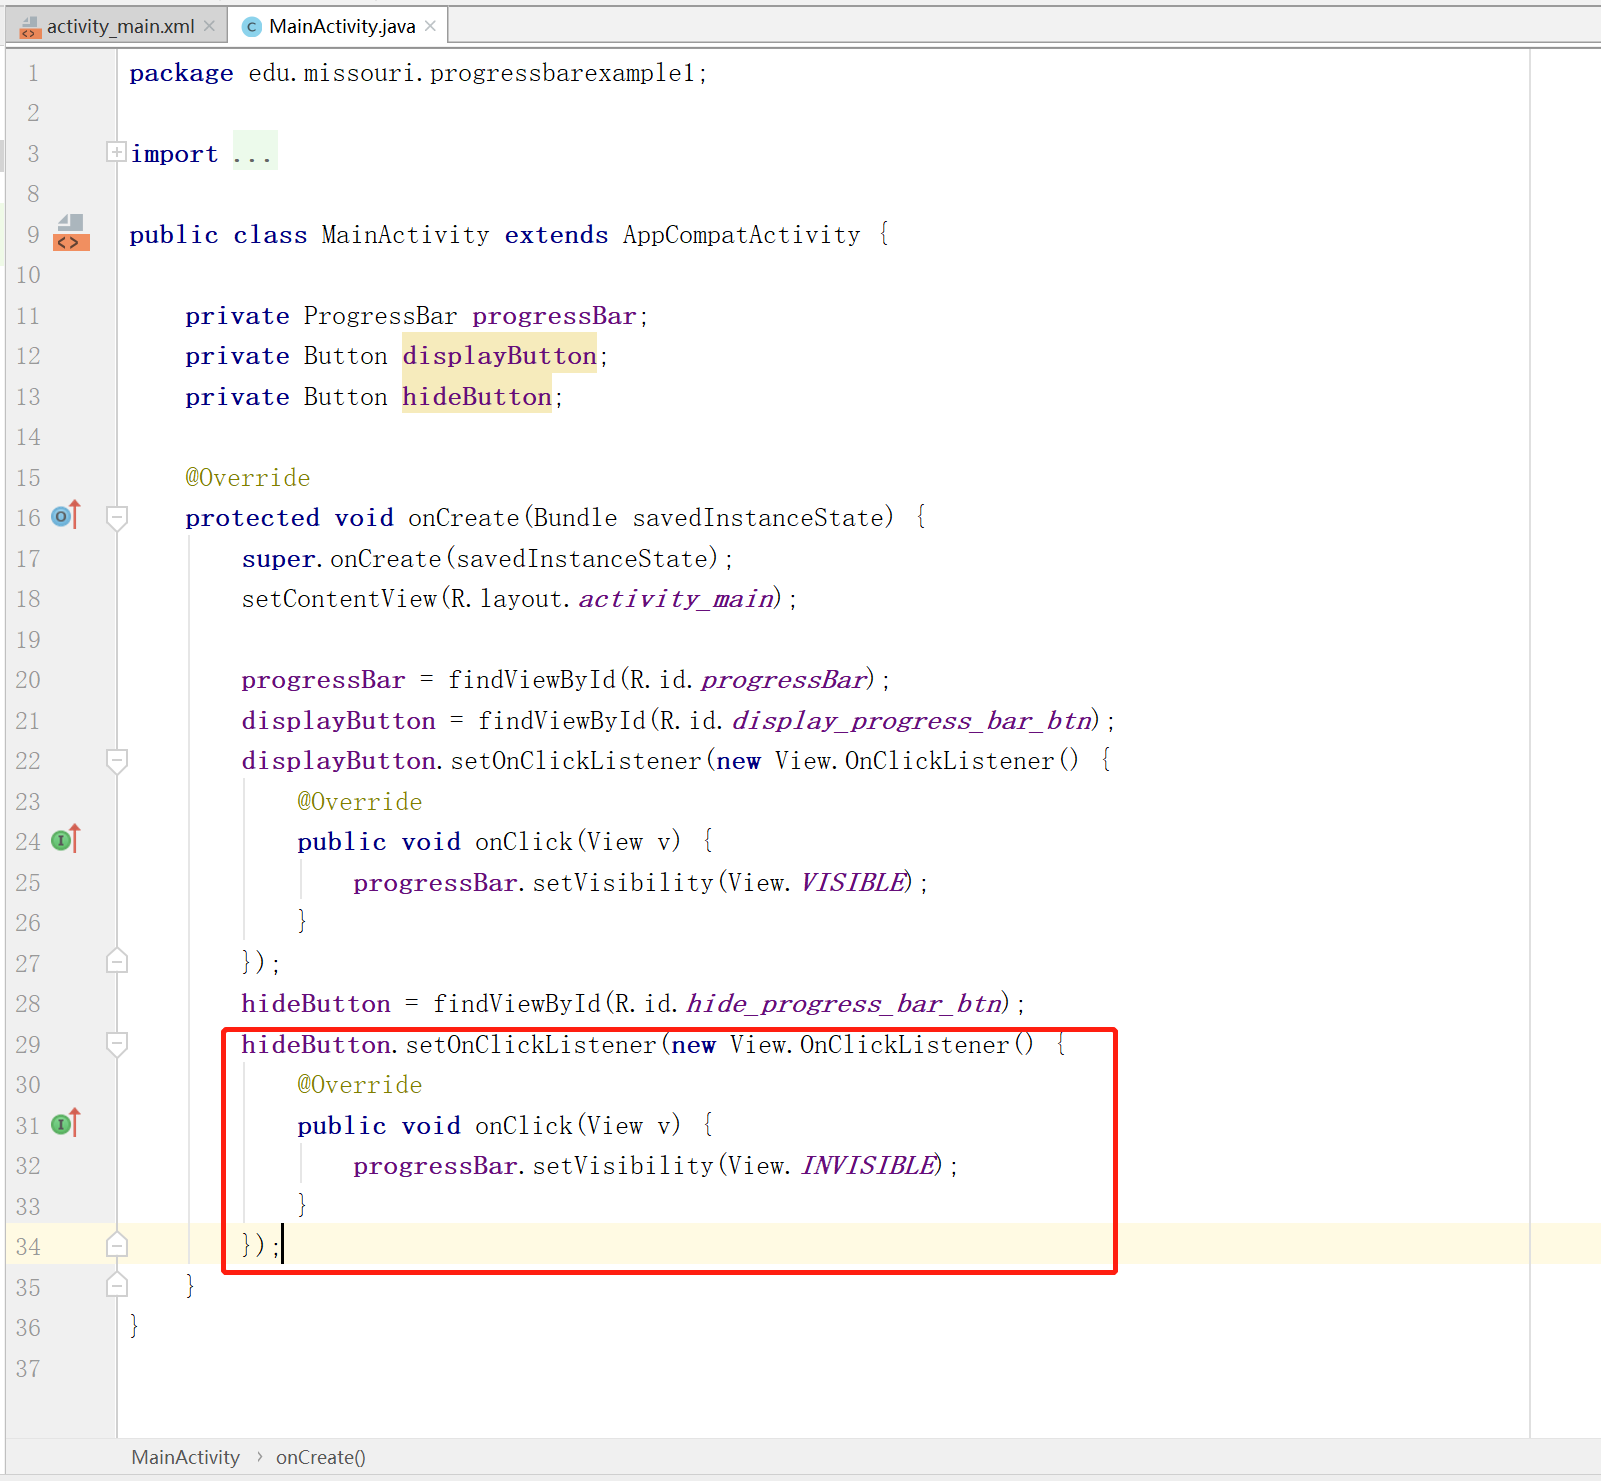 activity_main.xml MainActivity.java
1 package edu.missouri.progressbarexample1;
2
3 import ...
8
9 public class MainActivity extends AppCompatActivity {
10
11     private ProgressBar progressBar;
12     private Button displayButton;
13     private Button hideButton;
14
15     @Override
16     protected void onCreate(Bundle savedInstanceState) {
17         super.onCreate(savedInstanceState);
18         setContentView(R.layout.activity_main);
19
20         progressBar = findViewById(R.id.progressBar);
21         displayButton = findViewById(R.id.display_progress_bar_btn);
22         displayButton.setOnClickListener(new View.OnClickListener() {
23             @Override
24             public void onClick(View v) {
25                 progressBar.setVisibility(View.VISIBLE);
26             }
27         });
28         hideButton = findViewById(R.id.hide_progress_bar_btn);
29         hideButton.setOnClickListener(new View.OnClickListener() {
30             @Override
31             public void onClick(View v) {
32                 progressBar.setVisibility(View.INVISIBLE);
33             }
34         });
35     }
36 }
37
MainActivity › onCreate()